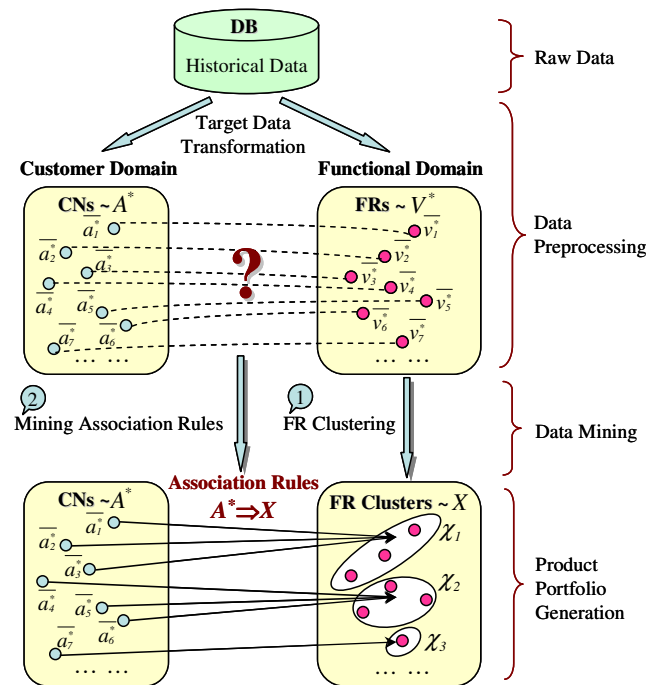 DB
Historical Data
Raw Data
Target Data
Transformation
Customer Domain
Functional Domain
CNs ~ A*
FRs ~ V*
a₁*
a₂*
a₃*
a₄*
a₅*
a₆*
a₇*
... ...
?
v₁*
v₂*
v₃*
v₄*
v₅*
v₆*
v₇*
... ...
Data
Preprocessing
2
Mining Association Rules
1
FR Clustering
Data Mining
CNs ~ A*
Association Rules
A*⇒X
FR Clusters ~ X
a₁*
a₂*
a₃*
a₄*
a₅*
a₆*
a₇*
... ...
χ₁
χ₂
χ₃
... ...
Product
Portfolio
Generation